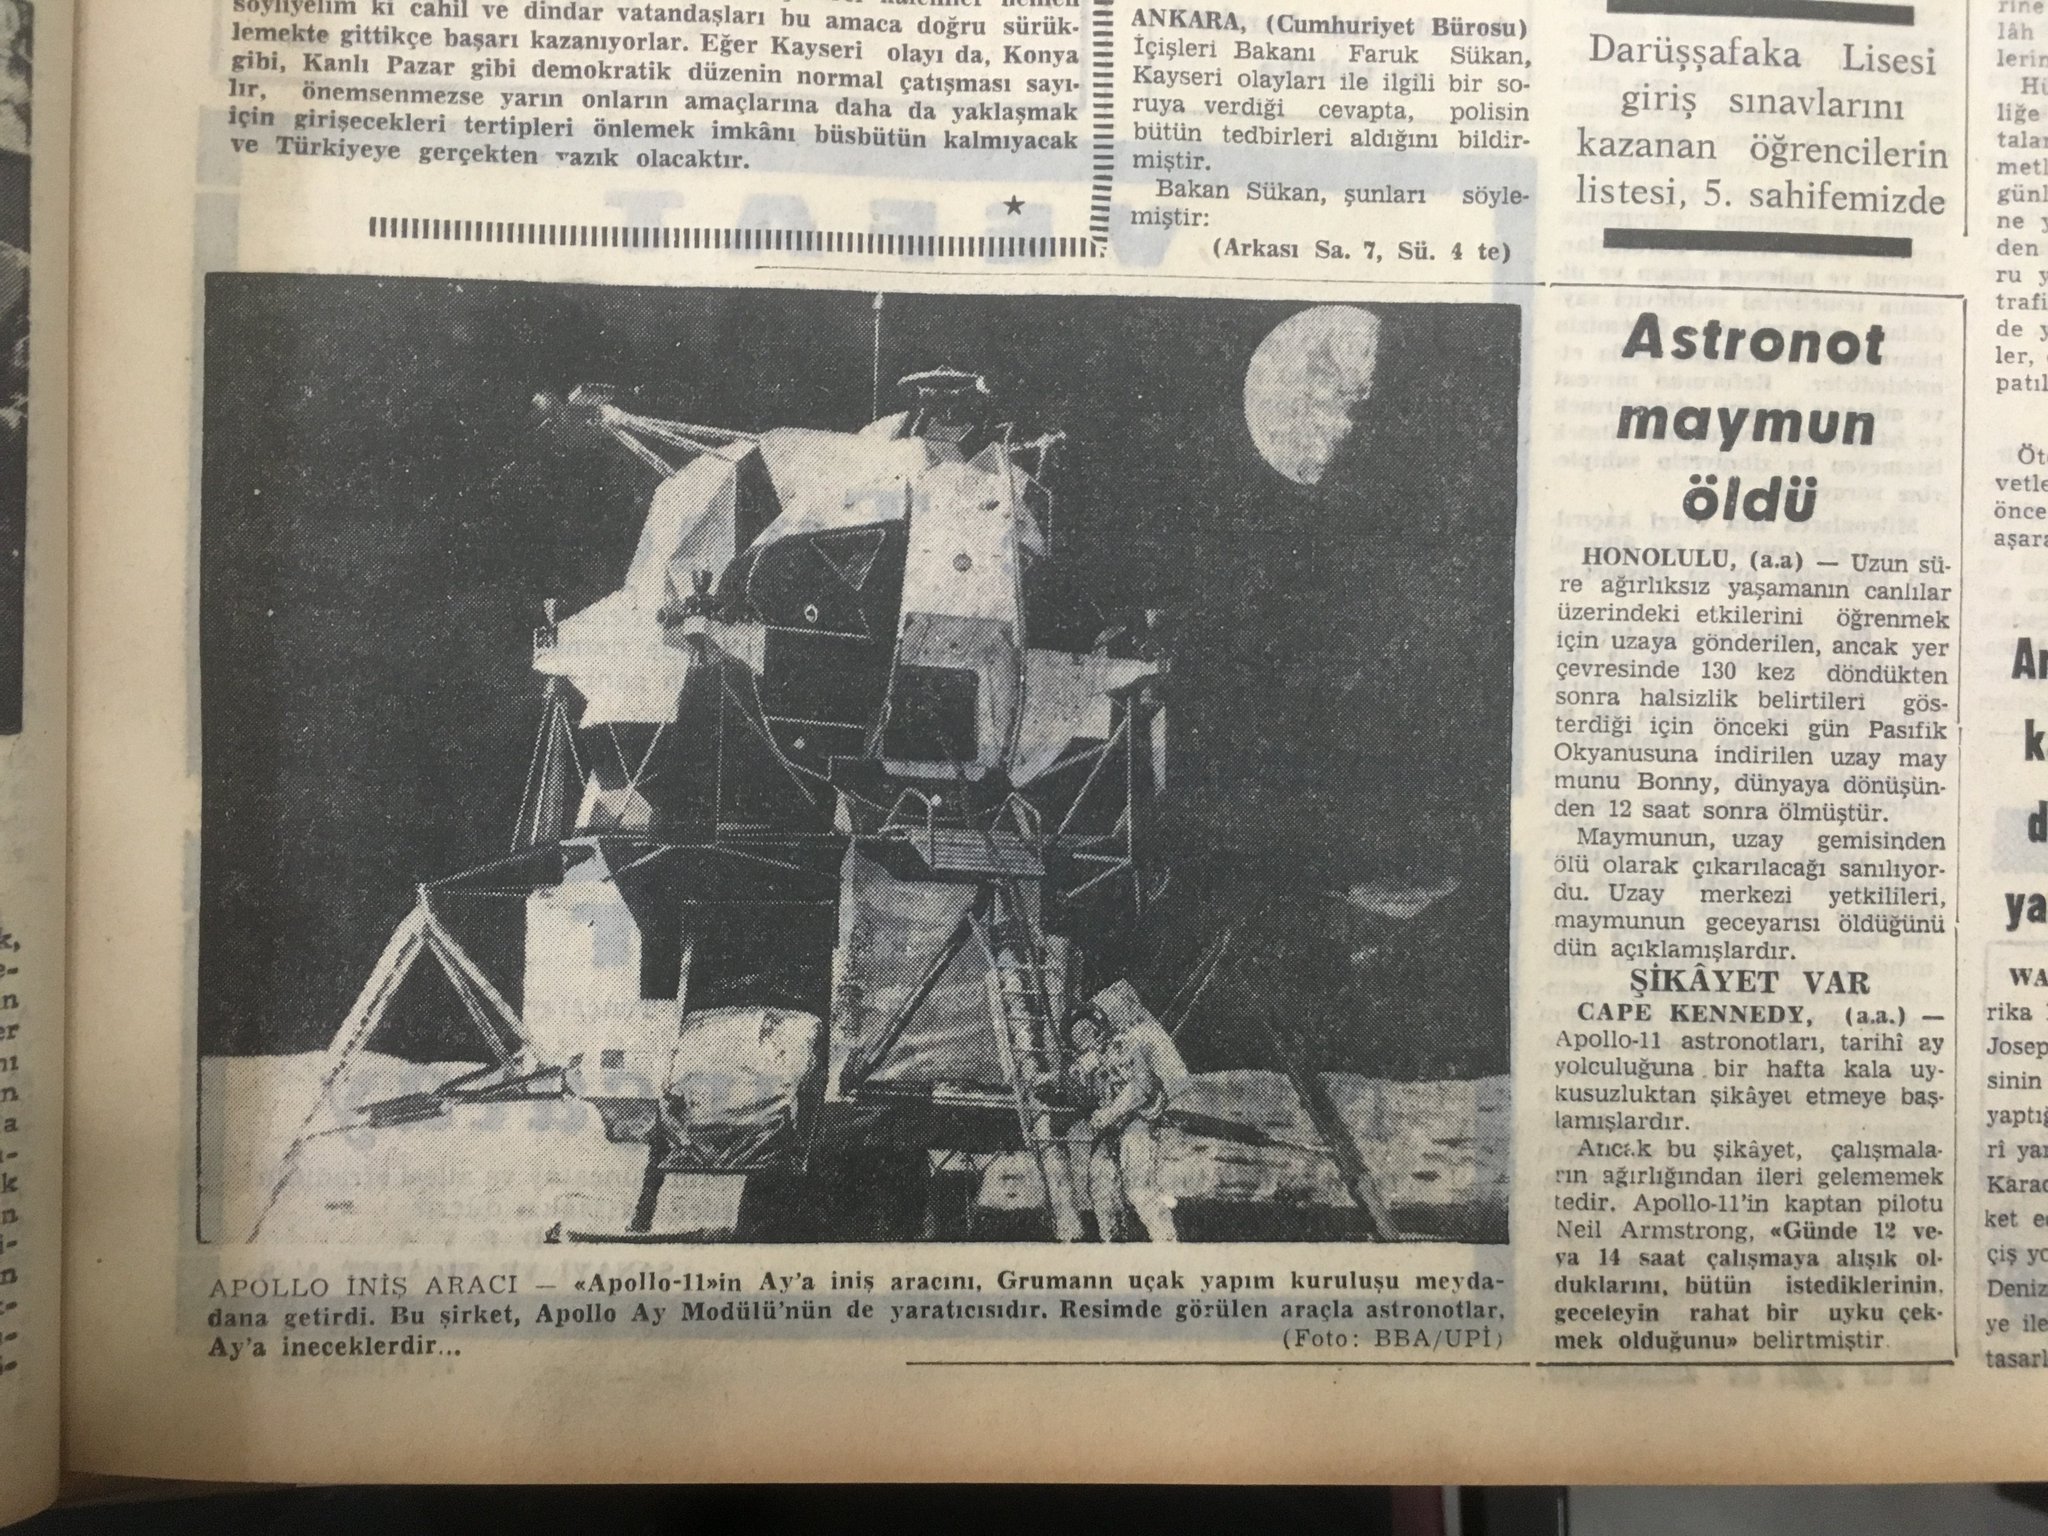 söyliyelim ki cahil ve dindar vatandaşları bu amaca doğru sürük-
lemekte gittikçe başarı kazanıyorlar. Eğer Kayseri olayı da, Konya
gibi, Kanlı Pazar gibi demokratik düzenin normal çatışması sayı-
lır, önemsenmezse yarın onların amaçlarına daha da yaklaşmak
için girişecekleri tertipleri önlemek imkânı büsbütün kalmıyacak
ve Türkiyeye gerçekten yazık olacaktır.
ANKARA, (Cumhuriyet Bürosu)
İçişleri Bakanı Faruk Sükan,
Kayseri olayları ile ilgili bir so-
ruya verdiği cevapta, polisin
bütün tedbirleri aldığını bildir-
miştir.
Bakan Sükan, şunları söyle-
miştir:
(Arkası Sa. 7, Sü. 4 te)
Darüşşafaka Lisesi
giriş sınavlarını
kazanan öğrencilerin
listesi, 5. sahifemizde
APOLLO İNİŞ ARACI — «Apollo-11»in Ay'a iniş aracını, Grumann uçak yapım kuruluşu meyda-
dana getirdi. Bu şirket, Apollo Ay Modülü'nün de yaratıcısıdır. Resimde görülen araçla astronotlar,
Ay'a ineceklerdir...
(Foto: BBA/UPİ)
Astronot
maymun
öldü
HONOLULU, (a.a) — Uzun sü-
re ağırlıksız yaşamanın canlılar
üzerindeki etkilerini öğrenmek
için uzaya gönderilen, ancak yer
çevresinde 130 kez döndükten
sonra halsizlik belirtileri gös-
terdiği için önceki gün Pasifik
Okyanusuna indirilen uzay may
munu Bonny, dünyaya dönüşün-
den 12 saat sonra ölmüştür.
Maymunun, uzay gemisinden
ölü olarak çıkarılacağı sanılıyor-
du. Uzay merkezi yetkilileri,
maymunun geceyarısı öldüğünü
dün açıklamışlardır.
ŞİKÂYET VAR
CAPE KENNEDY, (a.a.) —
Apollo-11 astronotları, tarihî ay
yolculuğuna bir hafta kala uy-
kusuzluktan şikâyet etmeye baş-
lamışlardır.
Ancak bu şikâyet, çalışmala-
rın ağırlığından ileri gelememek
tedir. Apollo-11'in kaptan pilotu
Neil Armstrong, «Günde 12 ve-
ya 14 saat çalışmaya alışık ol-
duklarını, bütün istediklerinin,
geceleyin rahat bir uyku çek-
mek olduğunu» belirtmiştir.